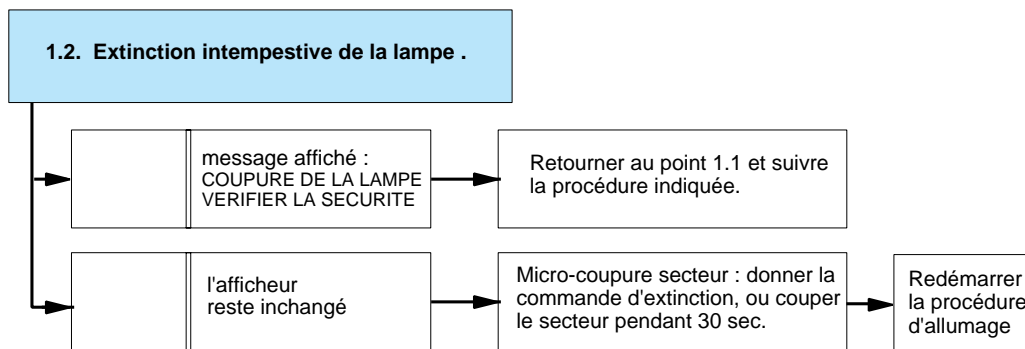 1.2. Extinction intempestive de la lampe .
message affiché :
COUPURE DE LA LAMPE
VERIFIER LA SECURITE
Retourner au point 1.1 et suivre
la procédure indiquée.
l'afficheur
reste inchangé
Micro-coupure secteur : donner la
commande d'extinction, ou couper
le secteur pendant 30 sec.
Redémarrer
la procédure
d'allumage